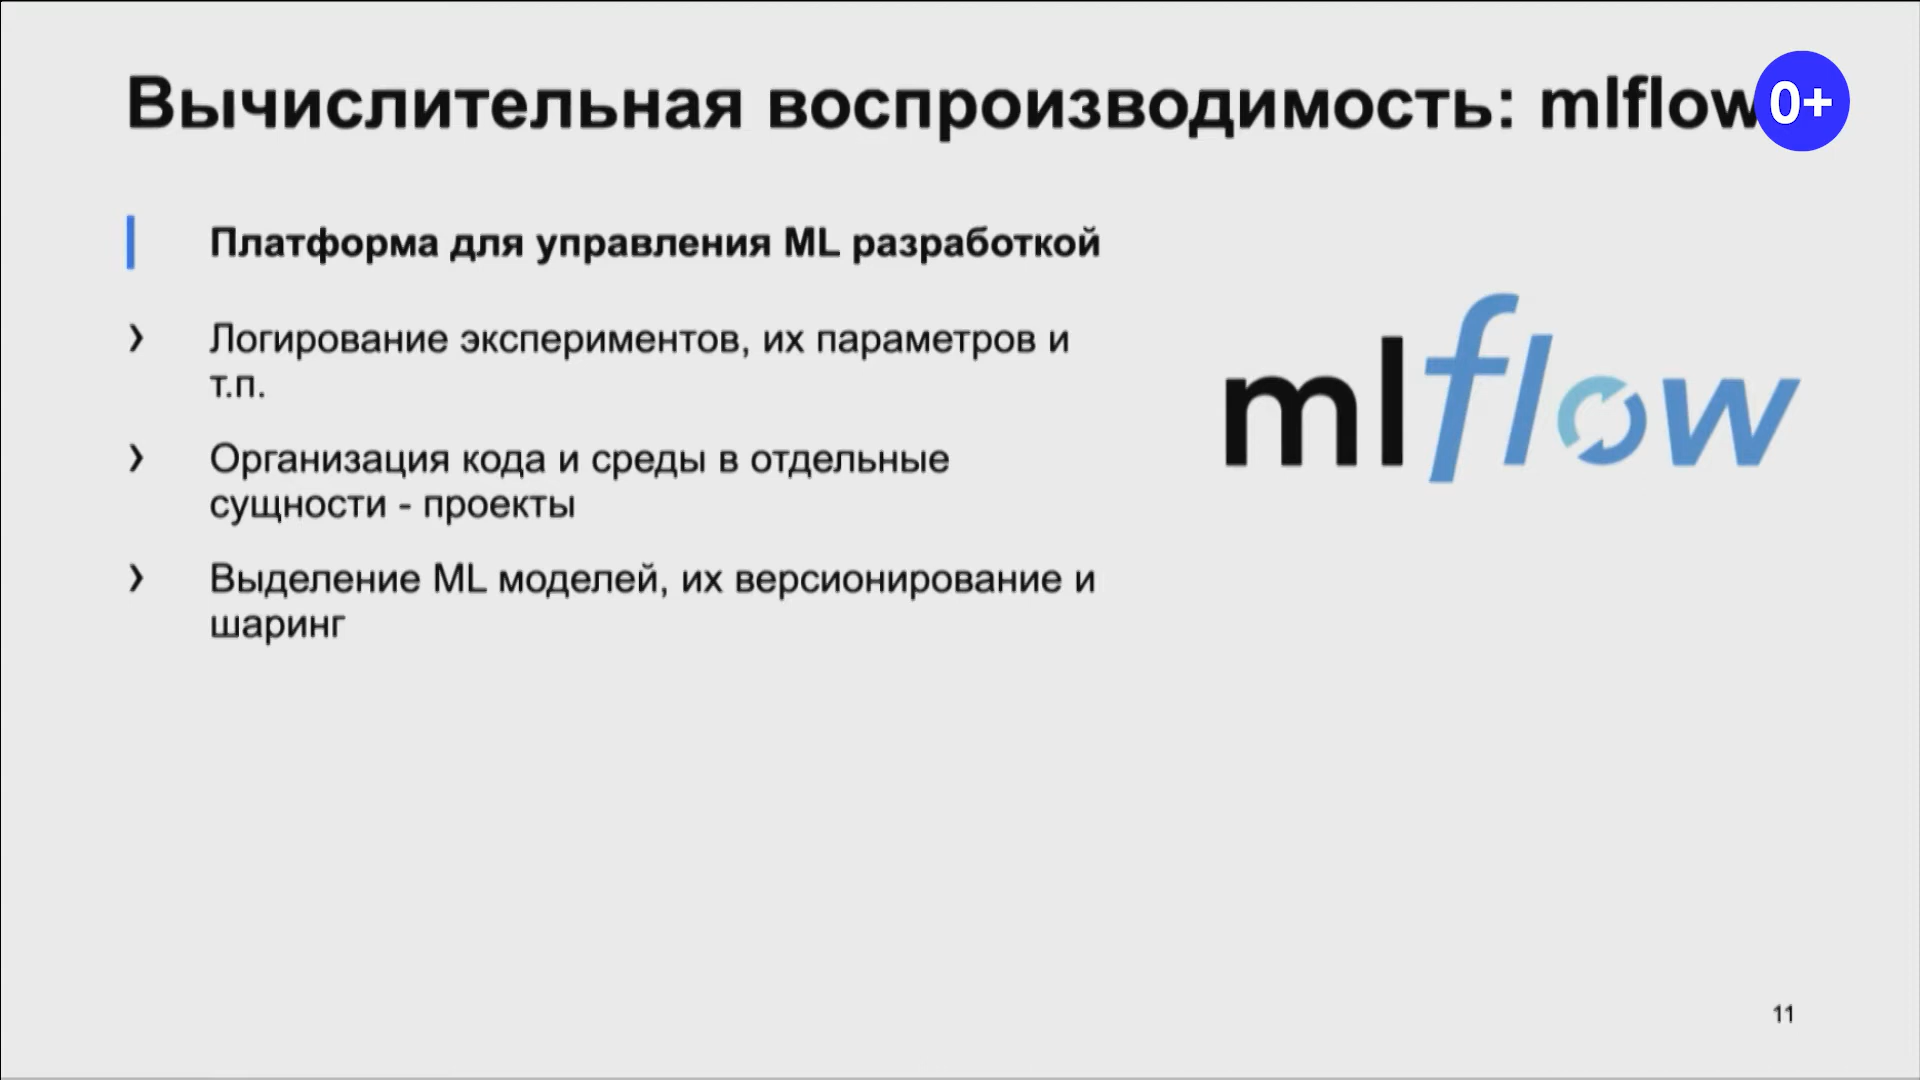 Вычислительная воспроизводимость: mlflow
0+
Платформа для управления ML разработкой
› Логирование экспериментов, их параметров и
т.п.
› Организация кода и среды в отдельные
сущности - проекты
› Выделение ML моделей, их версионирование и
шаринг
mlflow
11